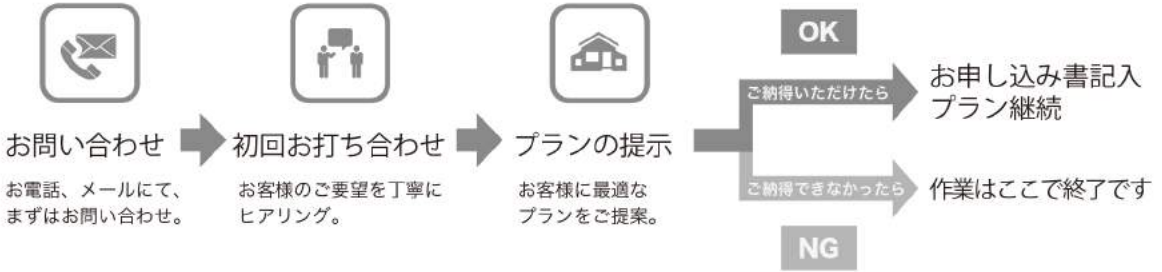 お問い合わせ
お電話、メールにて、
まずはお問い合わせ。
初回お打ち合わせ
お客様のご要望を丁寧に
ヒアリング。
プランの提示
お客様に最適な
プランをご提案。
OK
ご納得いただけたら
お申し込み書記入
プラン継続
ご納得できなかったら
作業はここで終了です
NG